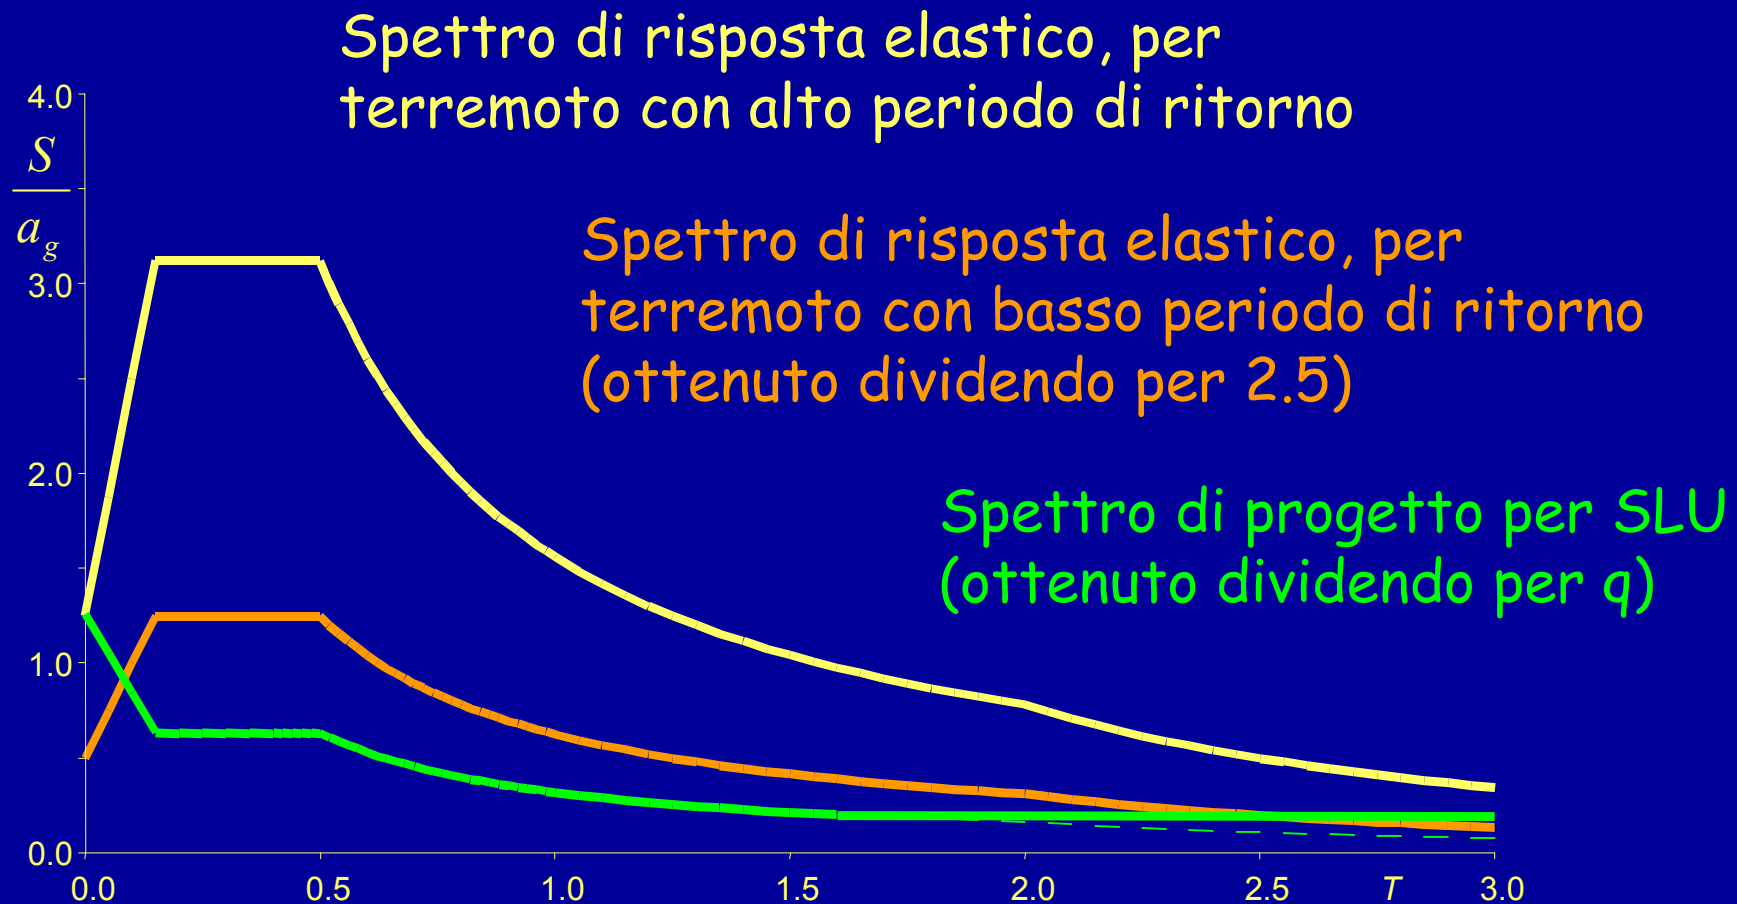 Spettro di risposta elastico, per
terremoto con alto periodo di ritorno
4.0
S
a g
3.0
Spettro di risposta elastico, per
terremoto con basso periodo di ritorno
(ottenuto dividendo per 2.5)
2.0
Spettro di progetto per SLU
(ottenuto dividendo per q)
1.0
0.0
0.0 0.5 1.0 1.5 2.0 2.5 T 3.0